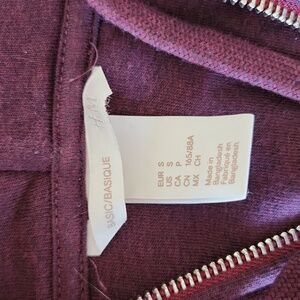 H&M
BASIC/BASIQUE
EUR S
US S
CA P
CN 165/88A
MX CH
Made in
Bangladesh
Fabriqué en
Bangladesh